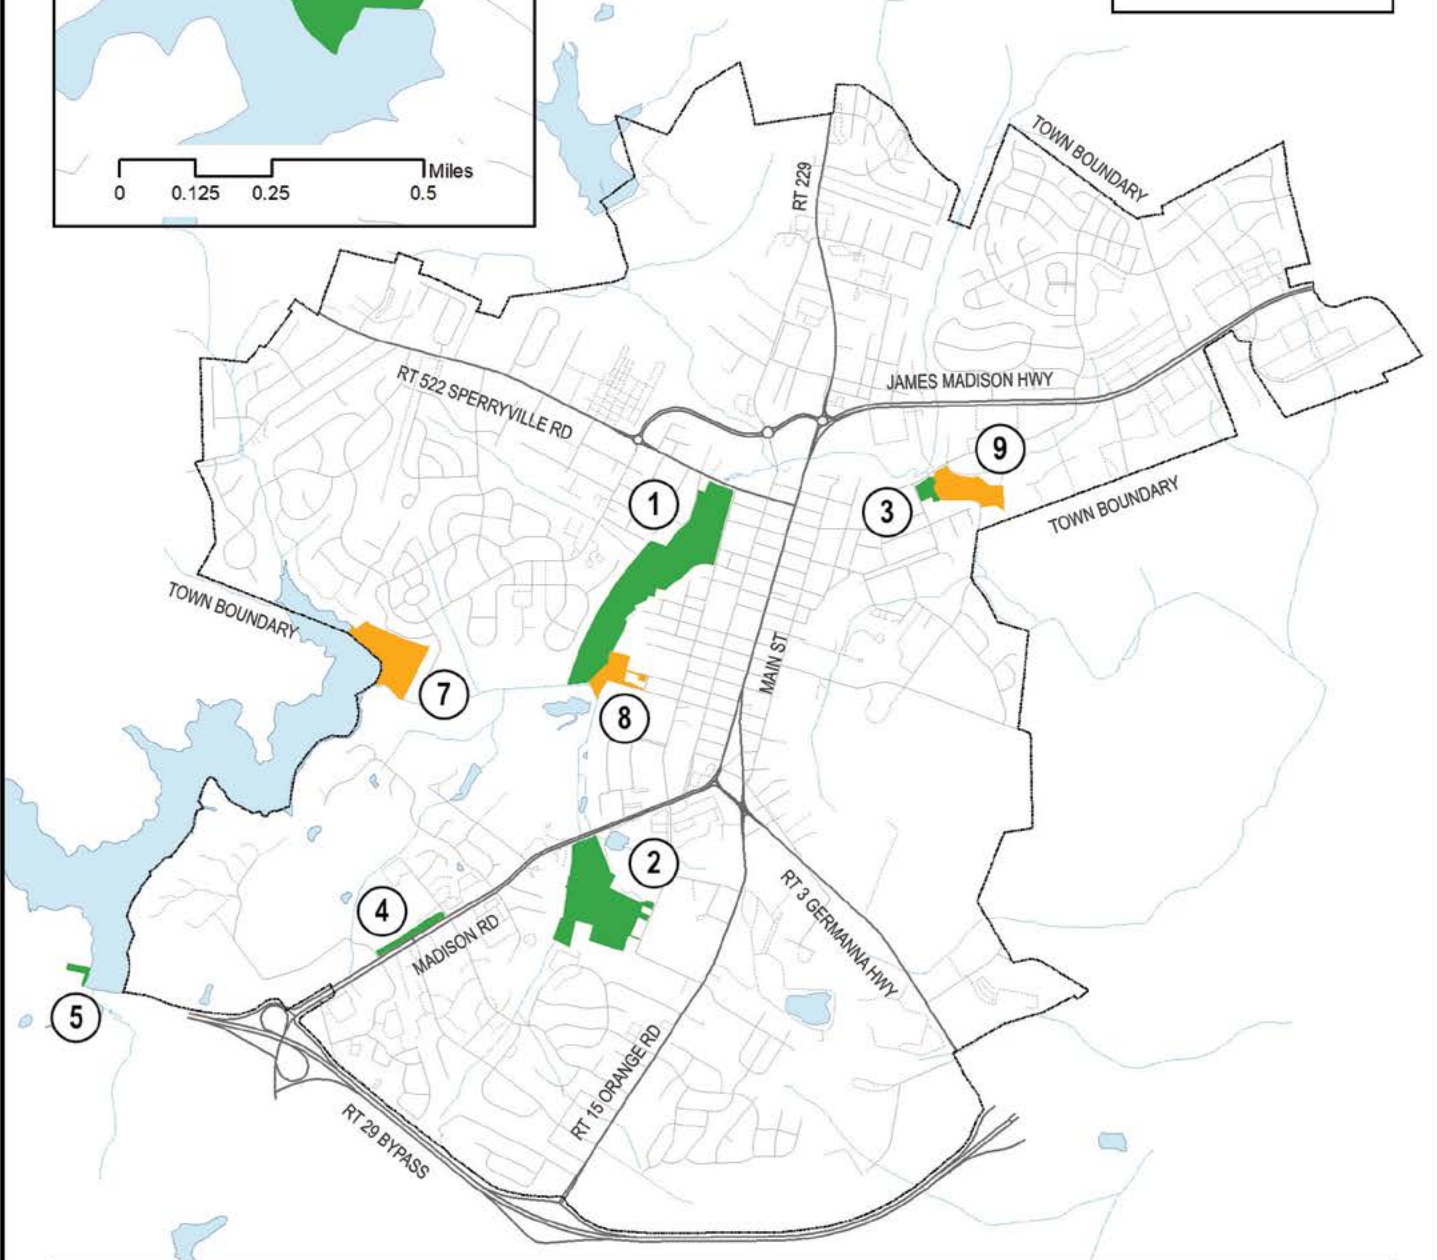 Miles
0 0.125 0.25 0.5
TOWN BOUNDARY
RT 229
JAMES MADISON HWY
RT 522 SPERRYVILLE RD
9
1
3
TOWN BOUNDARY
TOWN BOUNDARY
MAIN ST
7
8
2
4
RT 3 GERMANNA HWY
MADISON RD
5
RT 15 ORANGE RD
RT 29 BYPASS